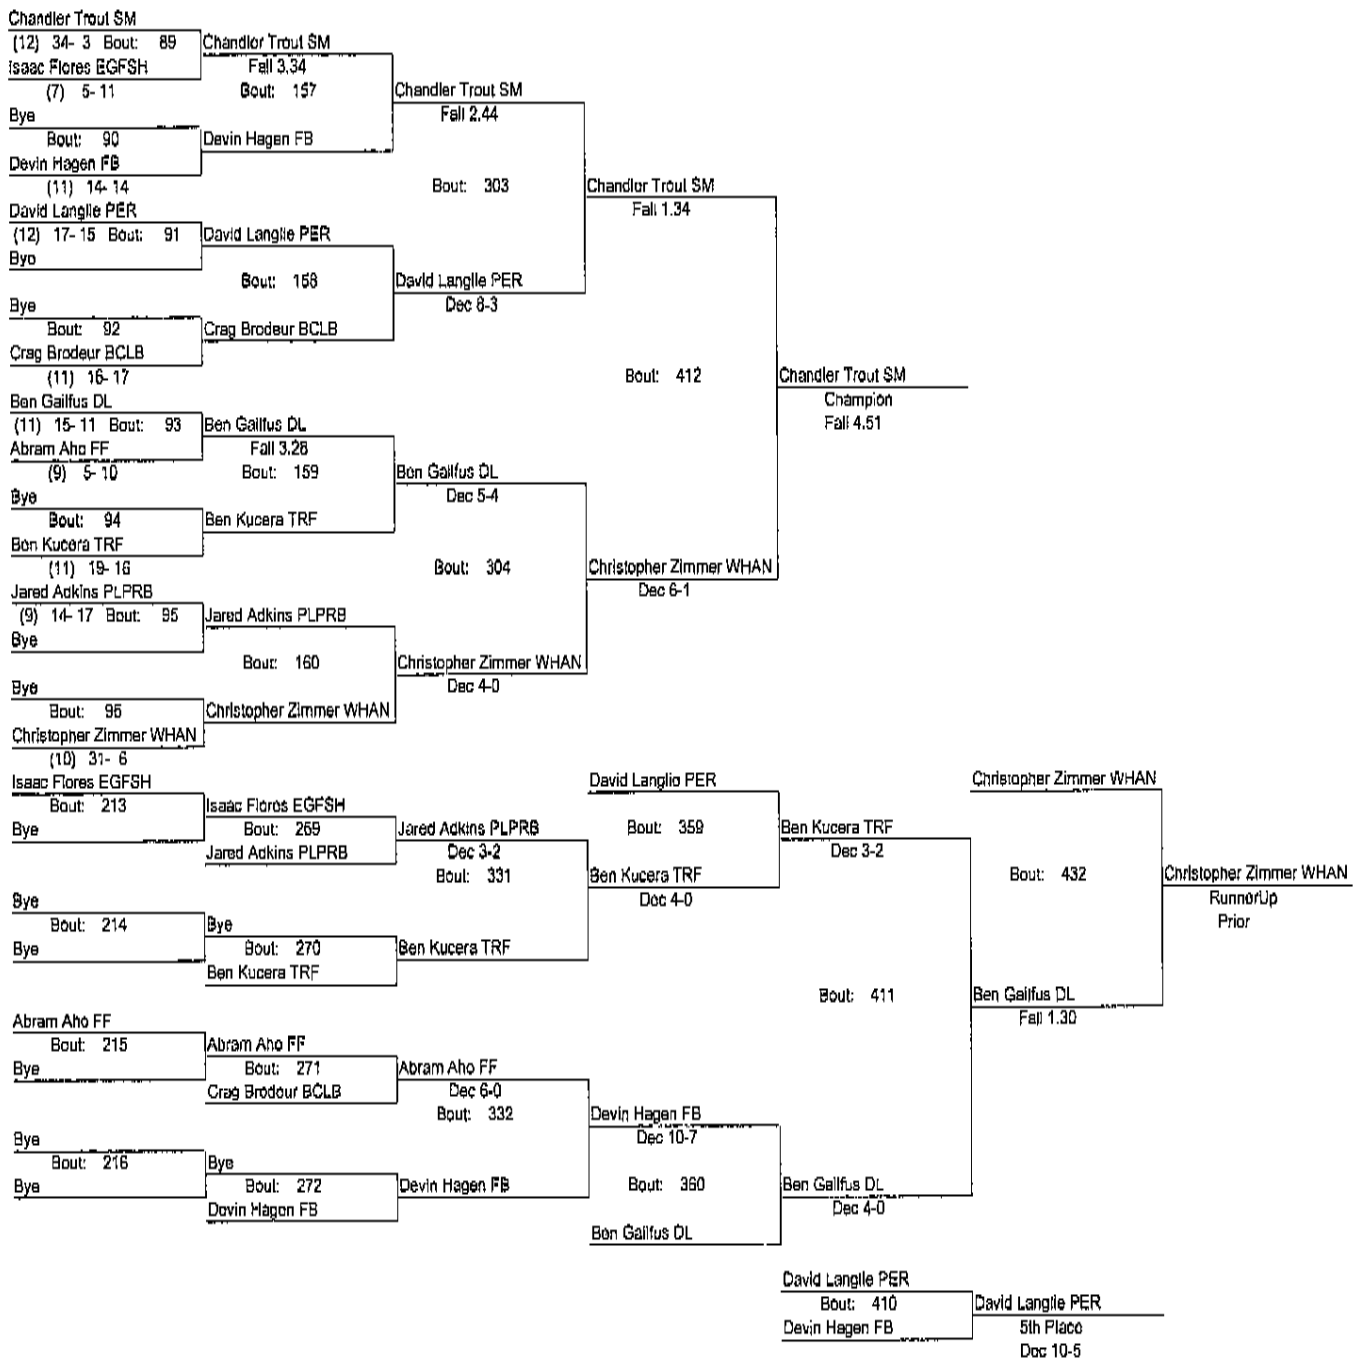 Chandler Trout SM
(12) 34- 3 Bout: 89
Isaac Flores EGFSH
(7) 5- 11
Bye
Bout: 90
Devin Hagen FB
(11) 14- 14
David Langlie PER
(12) 17- 15 Bout: 91
Bye
Bye
Bout: 92
Crag Brodeur BCLB
(11) 16- 17
Ben Gailfus DL
(11) 15- 11 Bout: 93
Abram Aho FF
(9) 5- 10
Bye
Bout: 94
Ben Kucera TRF
(11) 19- 16
Jared Adkins PLPRB
(9) 14- 17 Bout: 95
Bye
Bye
Bout: 96
Christopher Zimmer WHAN
(10) 31- 6
Chandler Trout SM
Fall 3.34
Bout: 157
Devin Hagen FB
David Langlie PER
Bout: 158
Crag Brodeur BCLB
Ben Gailfus DL
Fall 3.28
Bout: 159
Ben Kucera TRF
Jared Adkins PLPRB
Bout: 160
Christopher Zimmer WHAN
Chandler Trout SM
Fall 2.44
Bout: 303
David Langlie PER
Dec 8-3
Ben Gailfus DL
Dec 5-4
Bout: 304
Christopher Zimmer WHAN
Dec 4-0
Chandler Trout SM
Fall 1.34
Bout: 412
Christopher Zimmer WHAN
Dec 6-1
Chandler Trout SM
Champion
Fall 4.51
Isaac Flores EGFSH
Bout: 213
Bye
Bye
Bout: 214
Bye
Abram Aho FF
Bout: 215
Bye
Bye
Bout: 216
Bye
Isaac Flores EGFSH
Bout: 269
Jared Adkins PLPRB
Bye
Bout: 270
Ben Kucera TRF
Abram Aho FF
Bout: 271
Crag Brodeur BCLB
Bye
Bout: 272
Devin Hagen FB
Jared Adkins PLPRB
Dec 3-2
Bout: 331
Ben Kucera TRF
Abram Aho FF
Dec 6-0
Bout: 332
Devin Hagen FB
David Langlie PER
Bout: 359
Ben Kucera TRF
Dec 4-0
Devin Hagen FB
Dec 10-7
Bout: 360
Ben Gailfus DL
Ben Kucera TRF
Dec 3-2
Bout: 411
Ben Gailfus DL
Dec 4-0
Christopher Zimmer WHAN
Bout: 432
Ben Gailfus DL
Fall 1.30
Christopher Zimmer WHAN
RunnerUp
Prior
David Langlie PER
Bout: 410
Devin Hagen FB
David Langlie PER
5th Place
Dec 10-5